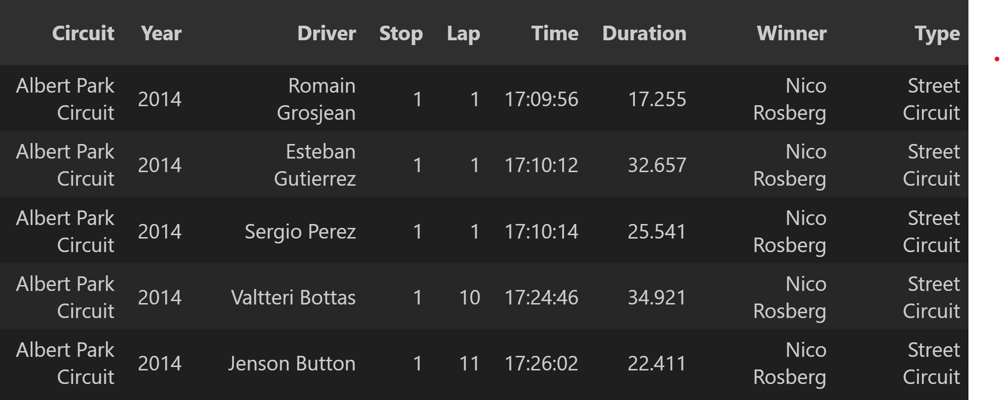 Circuit Year Driver Stop Lap Time Duration Winner Type
Albert Park Circuit 2014 Romain Grosjean 1 1 17:09:56 17.255 Nico Rosberg Street Circuit
Albert Park Circuit 2014 Esteban Gutierrez 1 1 17:10:12 32.657 Nico Rosberg Street Circuit
Albert Park Circuit 2014 Sergio Perez 1 1 17:10:14 25.541 Nico Rosberg Street Circuit
Albert Park Circuit 2014 Valtteri Bottas 1 10 17:24:46 34.921 Nico Rosberg Street Circuit
Albert Park Circuit 2014 Jenson Button 1 11 17:26:02 22.411 Nico Rosberg Street Circuit